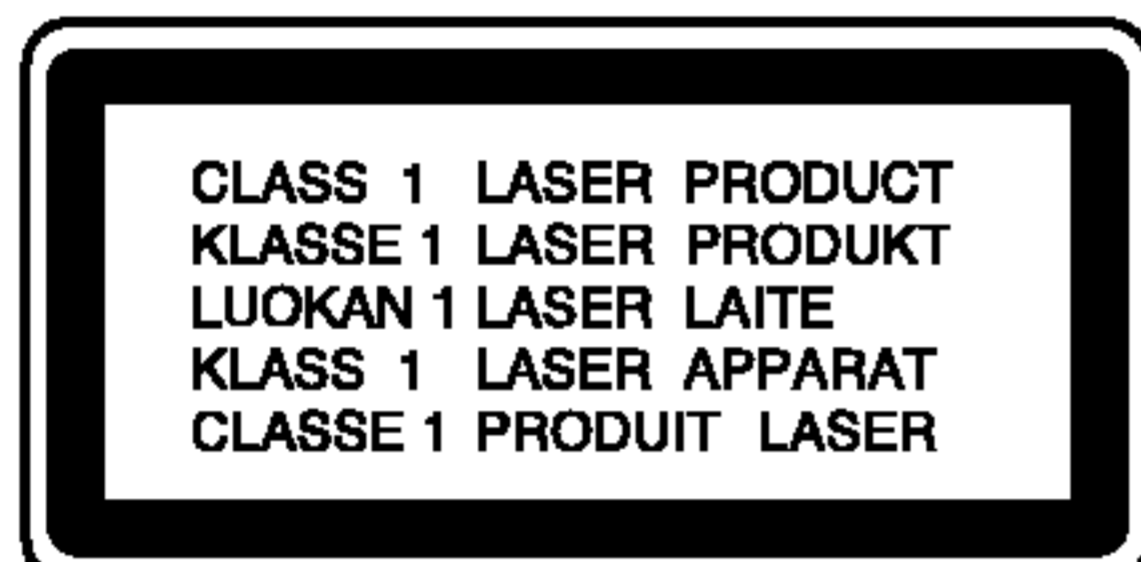 CLASS 1 LASER PRODUCT
KLASSE 1 LASER PRODUKT
LUOKAN 1 LASER LAITE
KLASS 1 LASER APPARAT
CLASSE 1 PRODUIT LASER